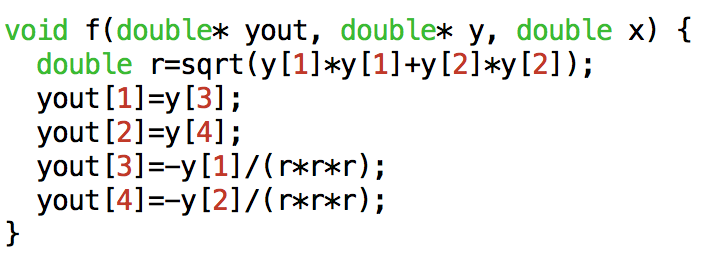 void f(double* yout, double* y, double x) {
  double r=sqrt(y[1]*y[1]+y[2]*y[2]);
  yout[1]=y[3];
  yout[2]=y[4];
  yout[3]=-y[1]/(r*r*r);
  yout[4]=-y[2]/(r*r*r);
}